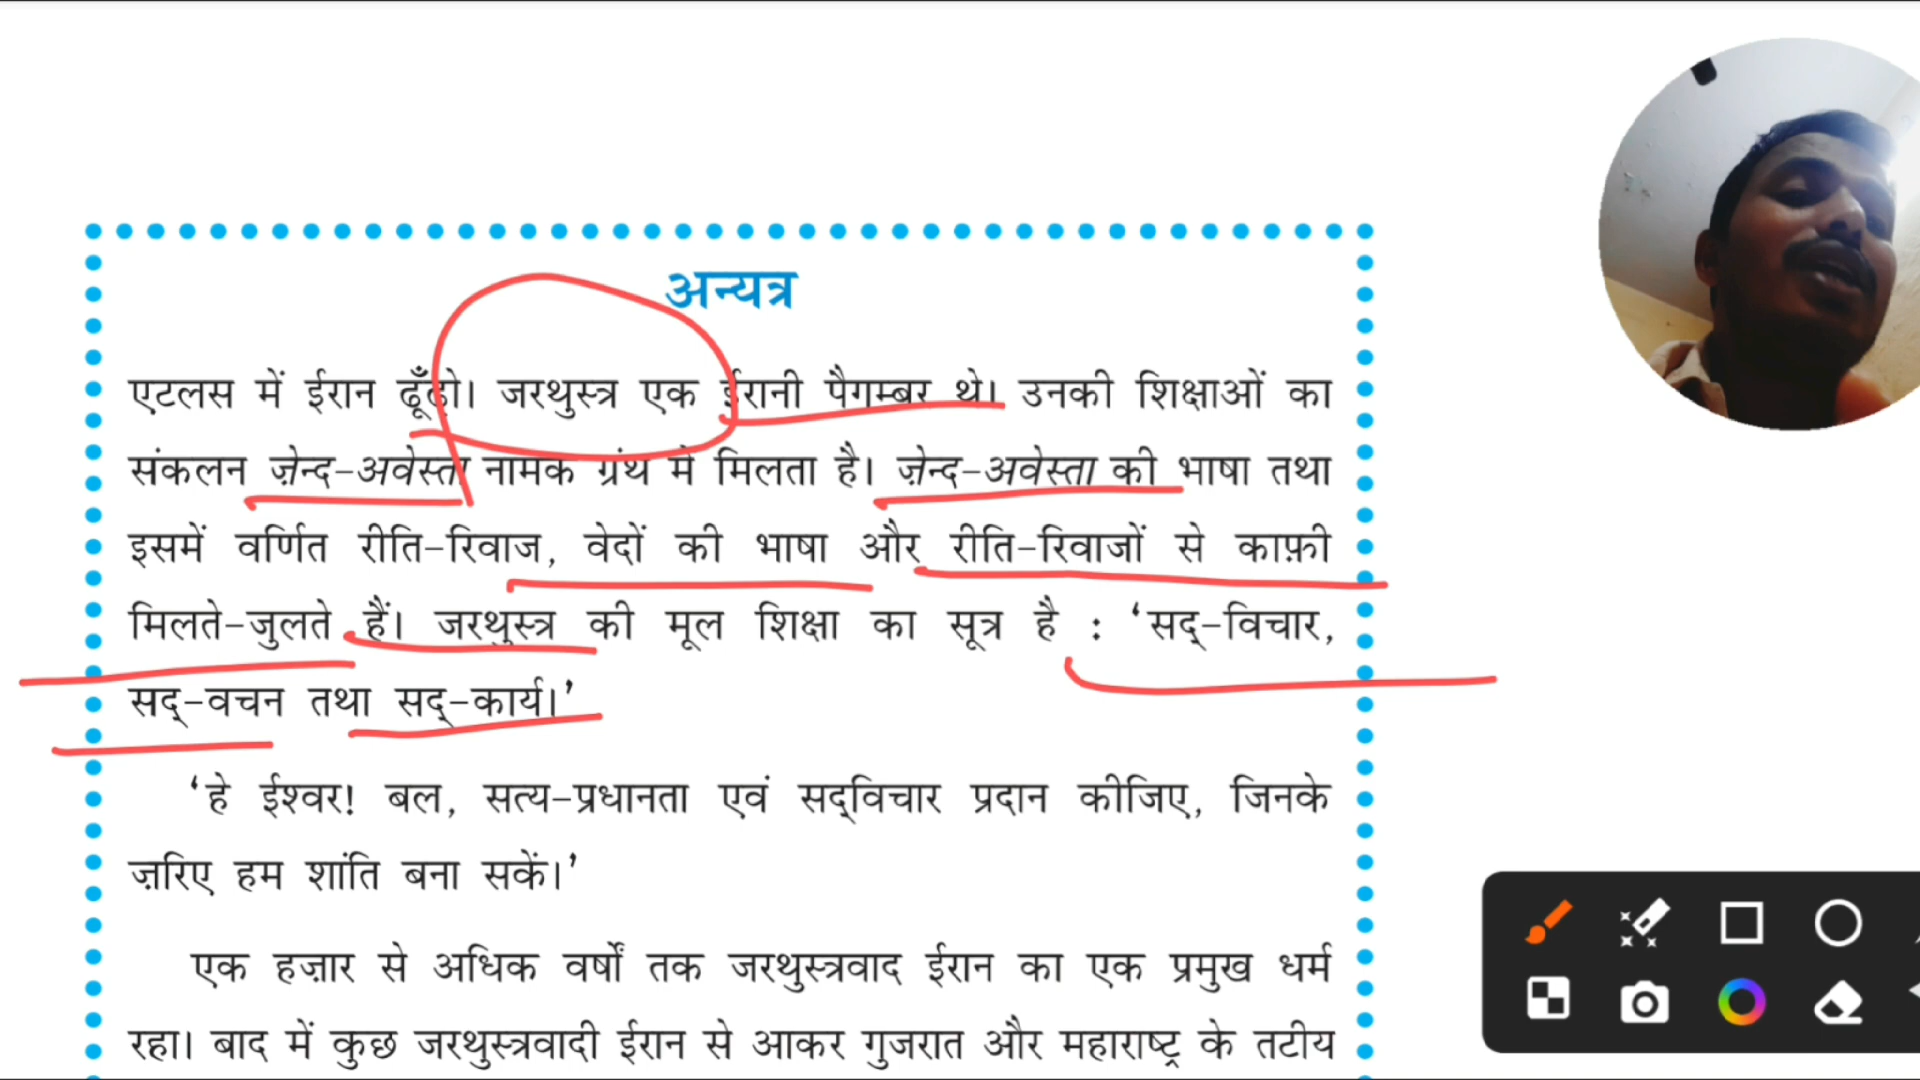 अन्यत्र
एटलस में ईरान ढूँढ़ो। जरथुस्त्र एक ईरानी पैगम्बर थे। उनकी शिक्षाओं का
संकलन ज़ेन्द-अवेस्ता नामक ग्रंथ में मिलता है। ज़ेन्द-अवेस्ता की भाषा तथा
इसमें वर्णित रीति-रिवाज, वेदों की भाषा और रीति-रिवाजों से काफ़ी
मिलते-जुलते हैं। जरथुस्त्र की मूल शिक्षा का सूत्र है : ‘सद्-विचार,
सद्-वचन तथा सद्-कार्य।’
‘हे ईश्वर! बल, सत्य-प्रधानता एवं सद्विचार प्रदान कीजिए, जिनके
ज़रिए हम शांति बना सकें।’
एक हज़ार से अधिक वर्षों तक जरथुस्त्रवाद ईरान का एक प्रमुख धर्म
रहा। बाद में कुछ जरथुस्त्रवादी ईरान से आकर गुजरात और महाराष्ट्र के तटीय